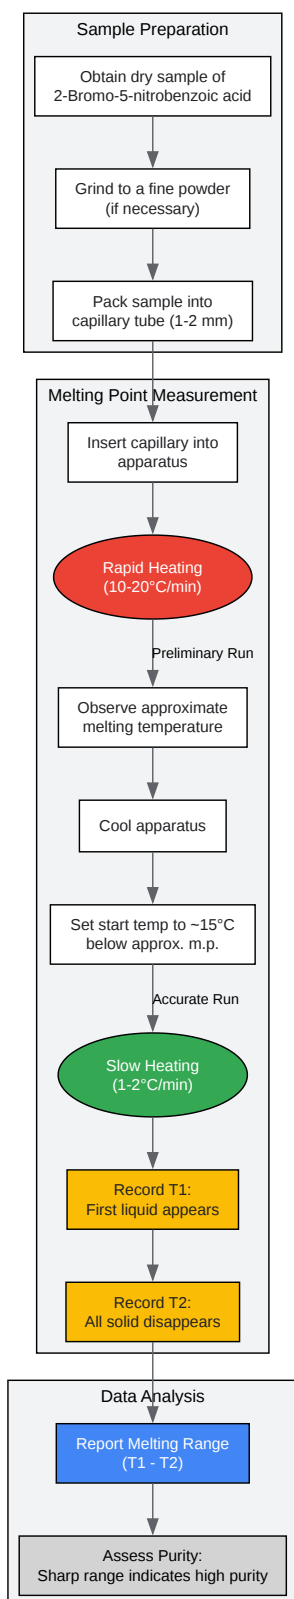 Sample Preparation
Obtain dry sample of
2-Bromo-5-nitrobenzoic acid
Grind to a fine powder
(if necessary)
Pack sample into
capillary tube (1-2 mm)
Melting Point Measurement
Insert capillary into
apparatus
Rapid Heating
(10-20°C/min)
Preliminary Run
Observe approximate
melting temperature
Cool apparatus
Set start temp to ~15°C
below approx. m.p.
Accurate Run
Slow Heating
(1-2°C/min)
Record T1:
First liquid appears
Record T2:
All solid disappears
Data Analysis
Report Melting Range
(T1 - T2)
Assess Purity:
Sharp range indicates high purity